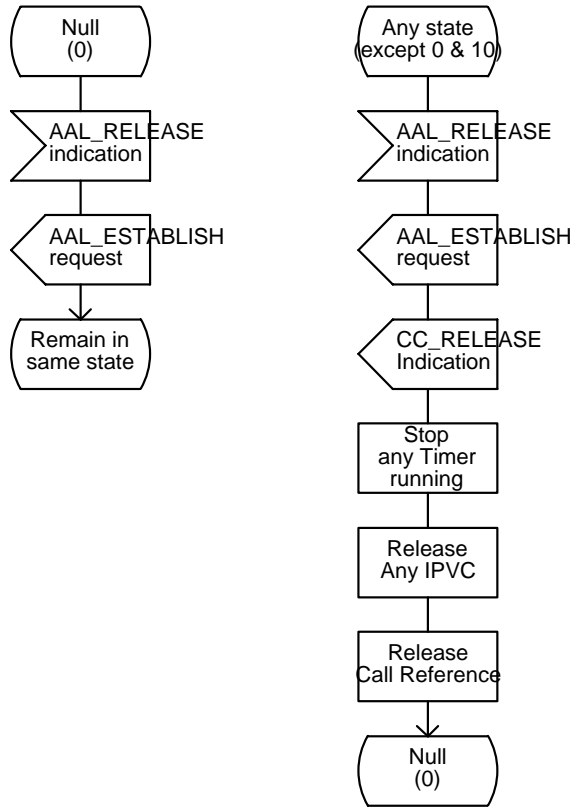 Null
(0)
AAL_RELEASE
indication
AAL_ESTABLISH
request
Remain in
same state
Any state
(except 0 & 10)
AAL_RELEASE
indication
AAL_ESTABLISH
request
CC_RELEASE
Indication
Stop
any Timer
running
Release
Any IPVC
Release
Call Reference
Null
(0)